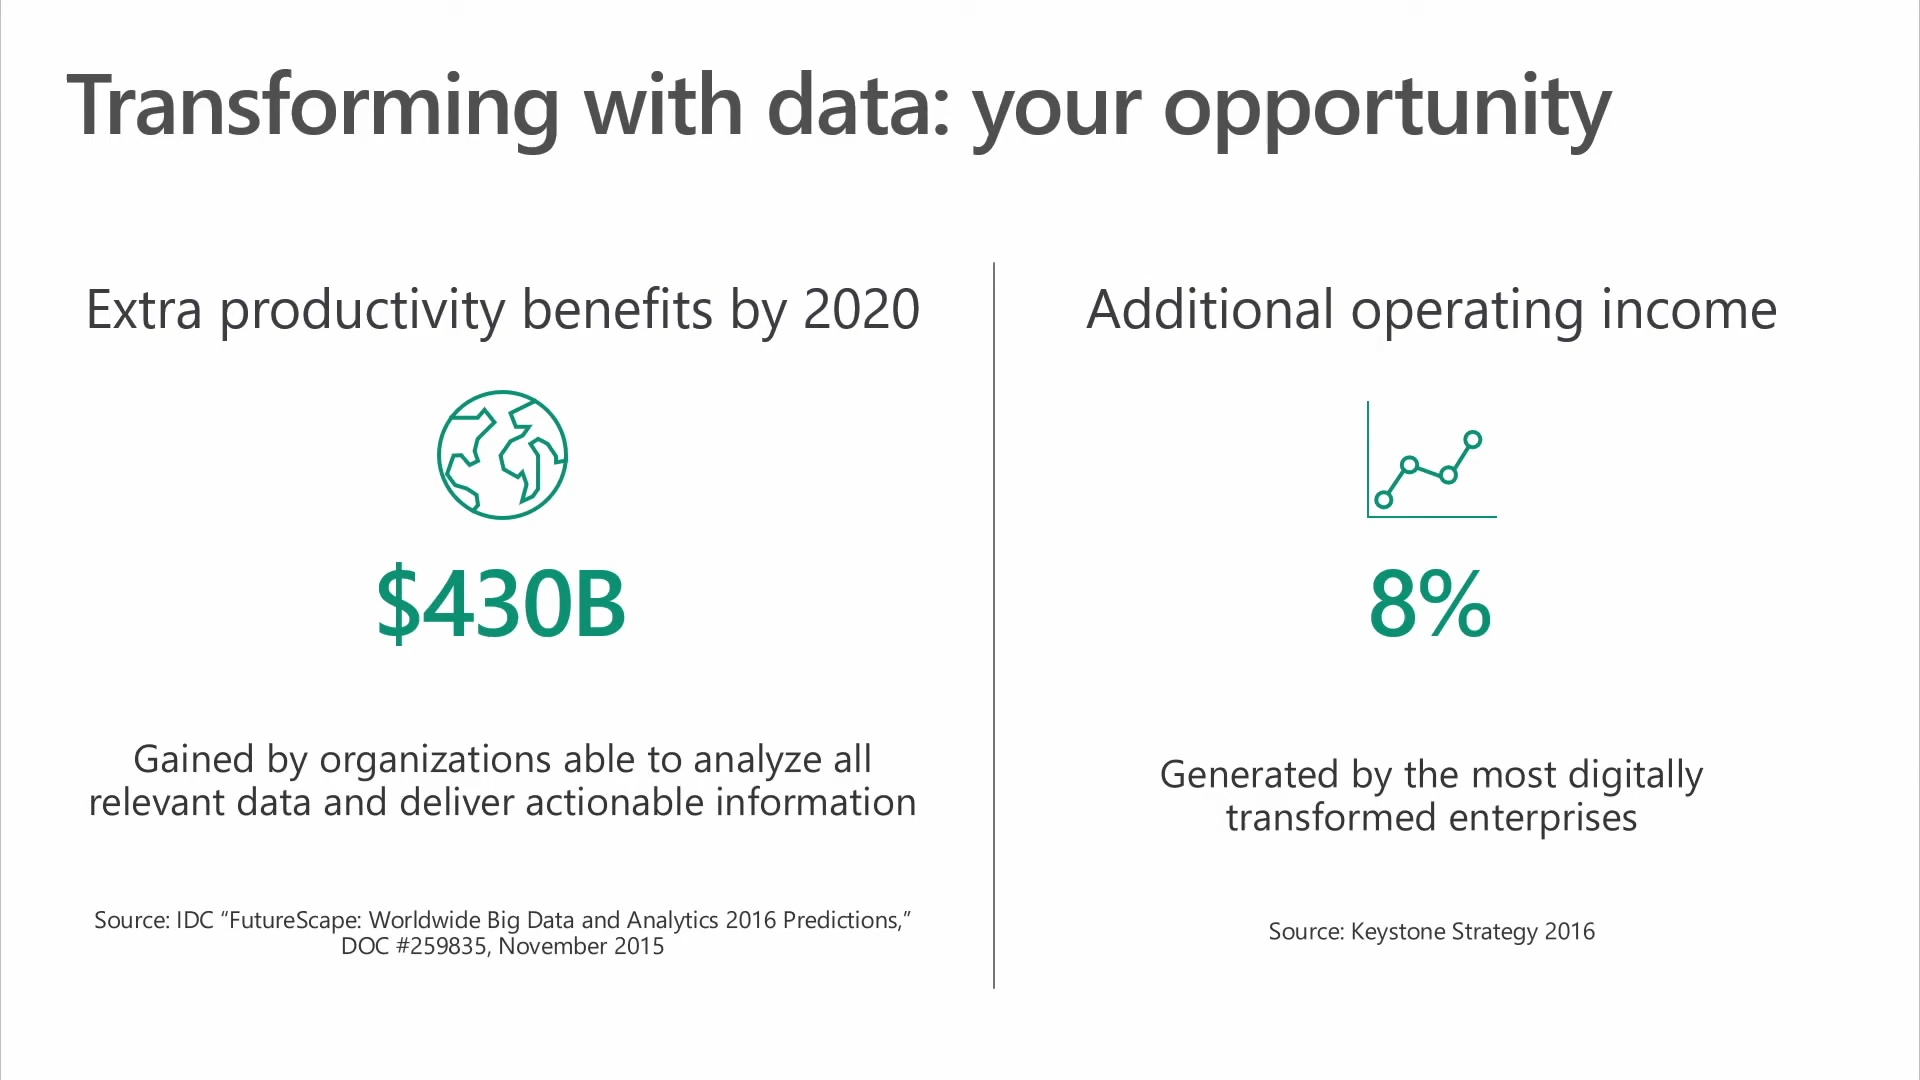 Transforming with data: your opportunity
Extra productivity benefits by 2020
$430B
Gained by organizations able to analyze all
relevant data and deliver actionable information
Source: IDC “FutureScape: Worldwide Big Data and Analytics 2016 Predictions,”
DOC #259835, November 2015
Additional operating income
8%
Generated by the most digitally
transformed enterprises
Source: Keystone Strategy 2016